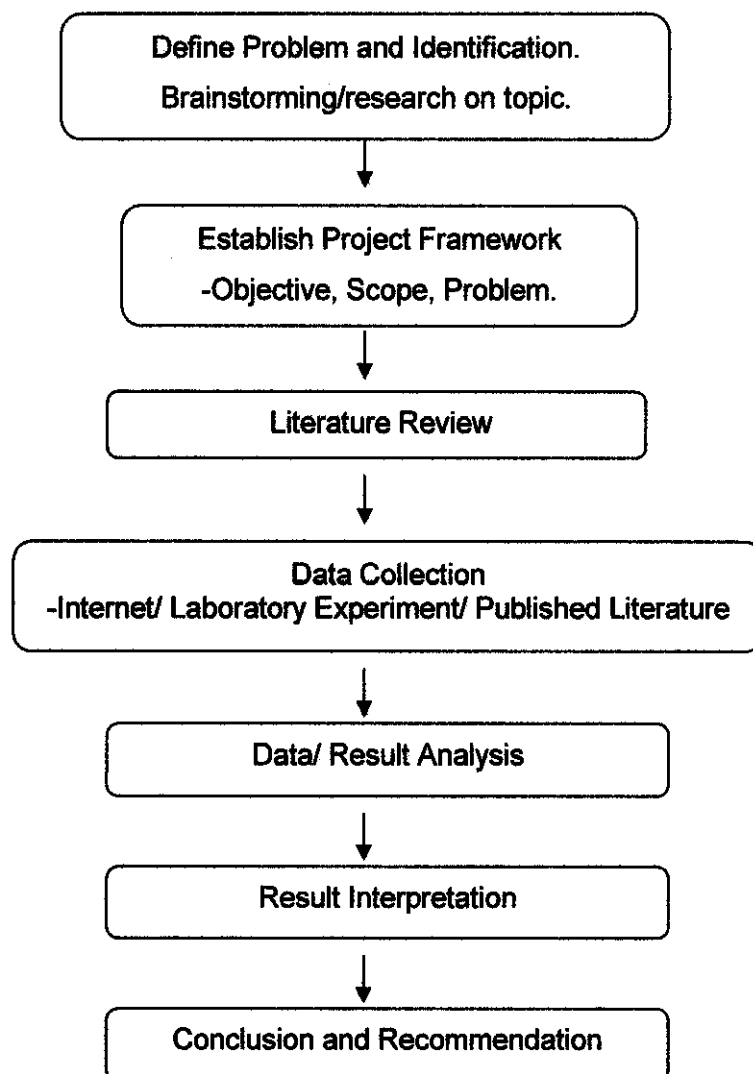 Define Problem and Identification.
Brainstorming/research on topic.
Establish Project Framework
-Objective, Scope, Problem.
Literature Review
Data Collection
-Internet/ Laboratory Experiment/ Published Literature
Data/ Result Analysis
Result Interpretation
Conclusion and Recommendation